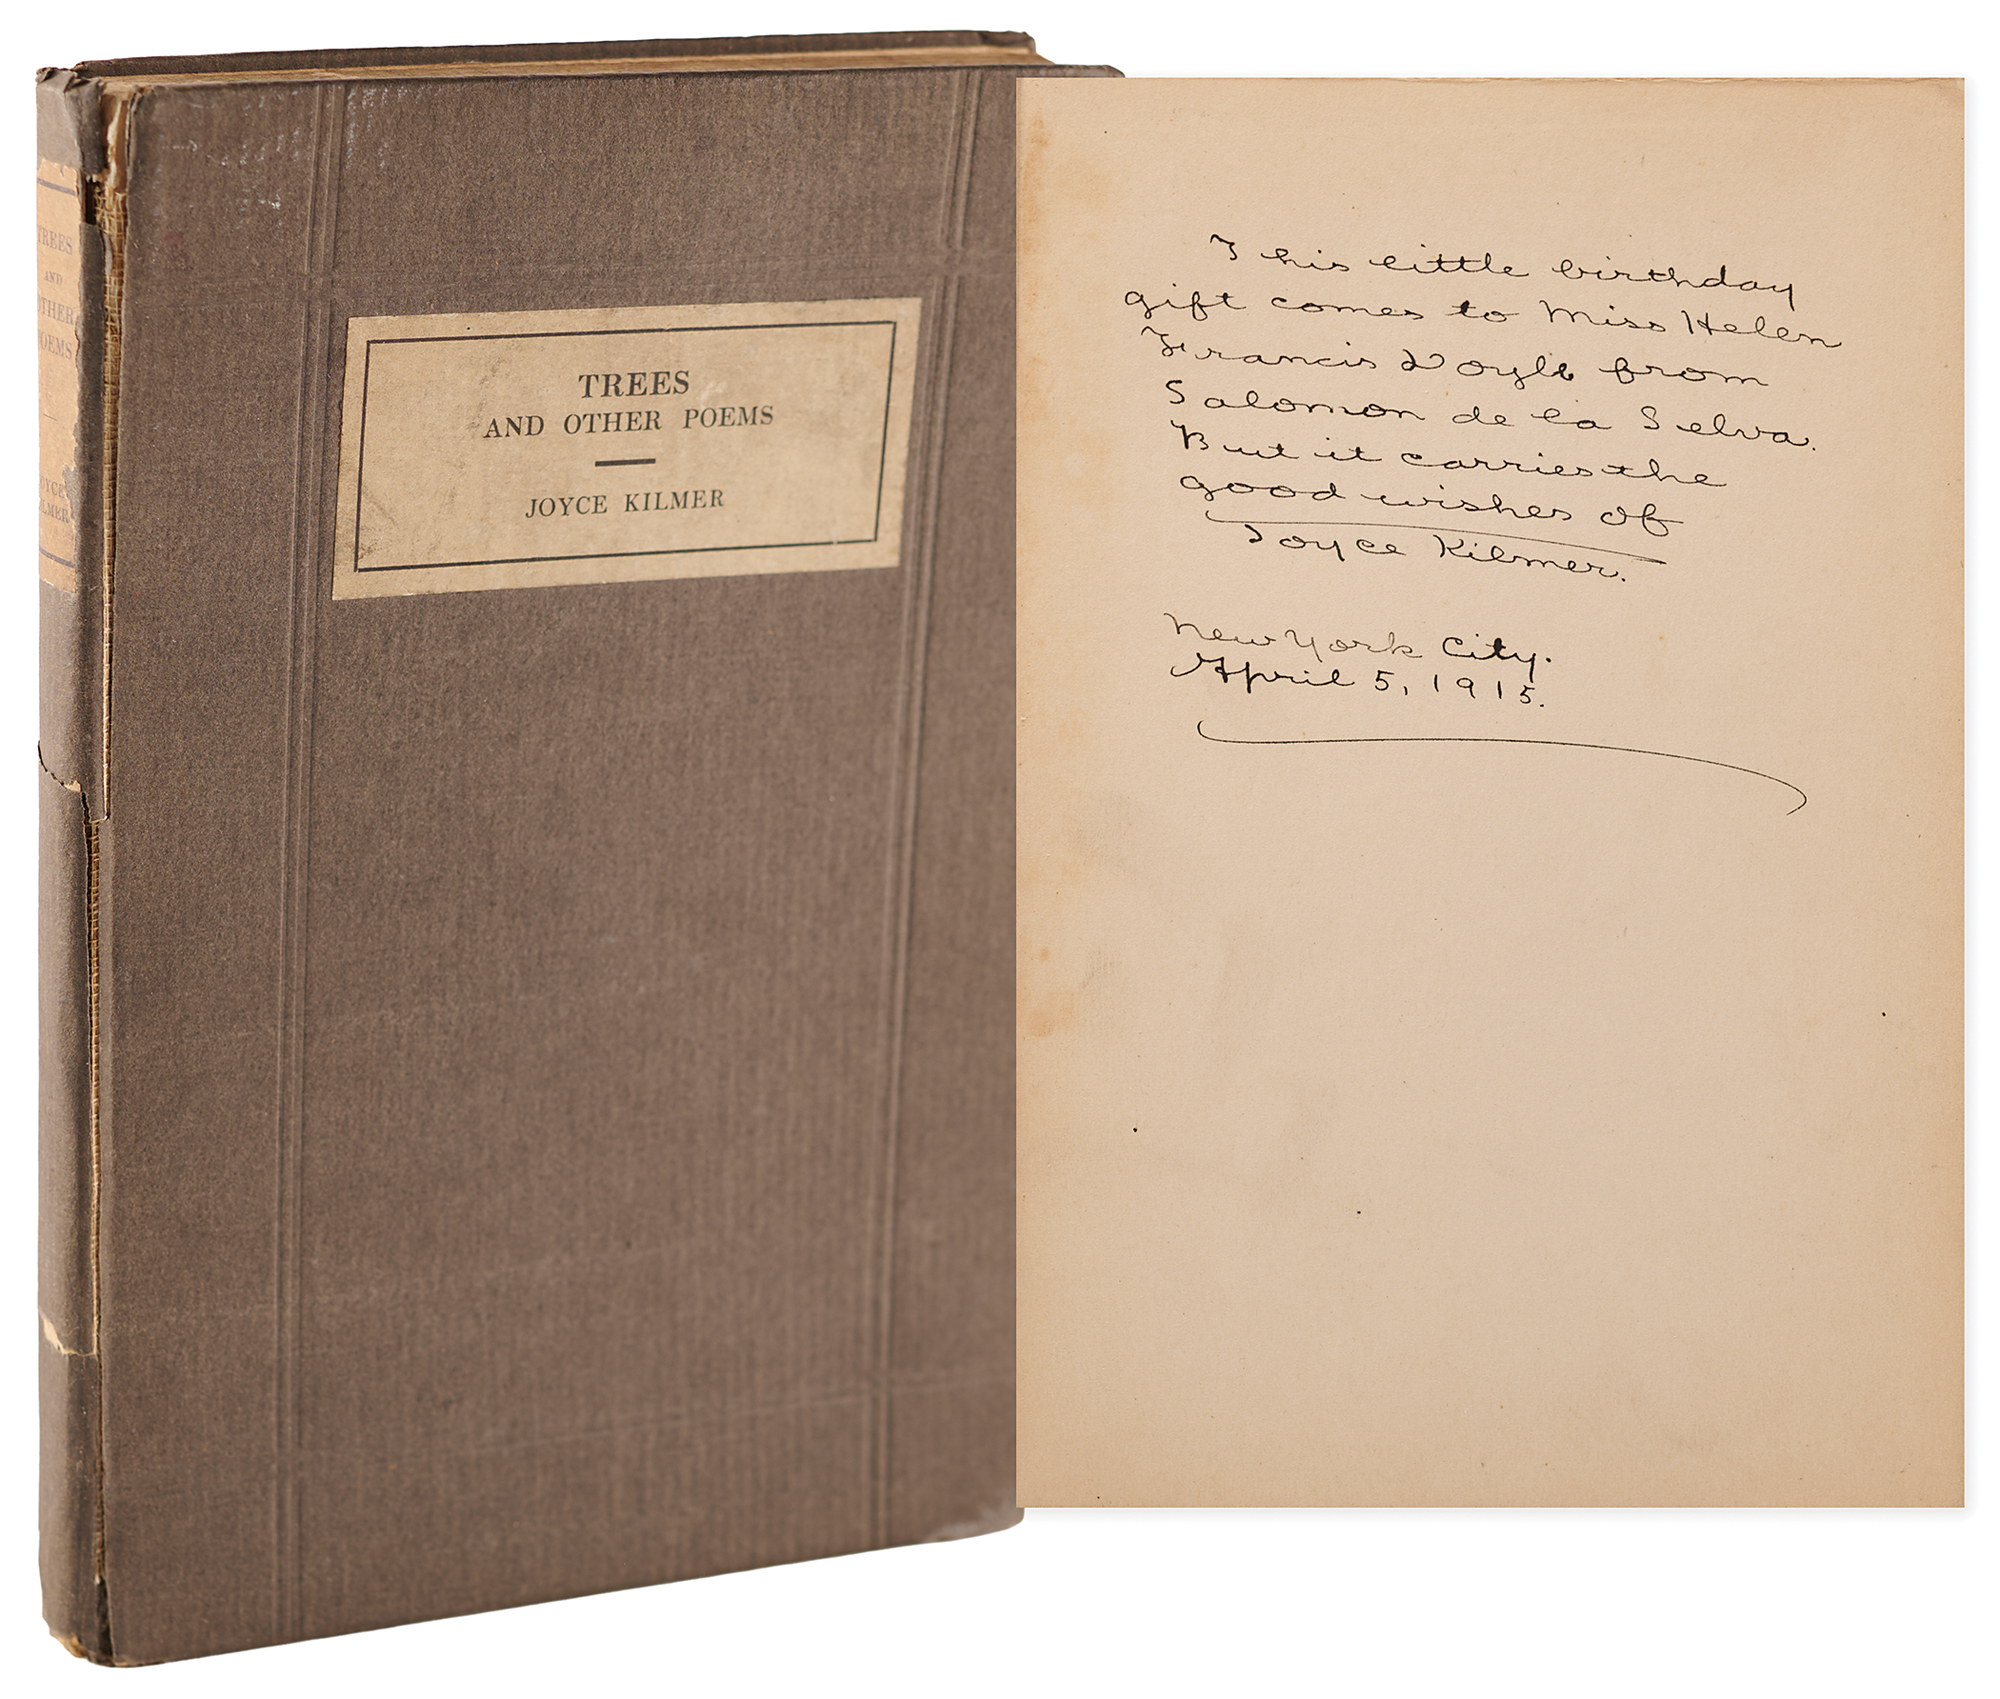 TREES
AND
OTHER
POEMS
JOYCE
KILMER
TREES
AND OTHER POEMS
JOYCE KILMER
This little birthday
gift comes to Miss Helen
Francis Doyle from
Salomon de la Selva.
But it carries the
good wishes of
Joyce Kilmer.
New York City.
April 5, 1915.